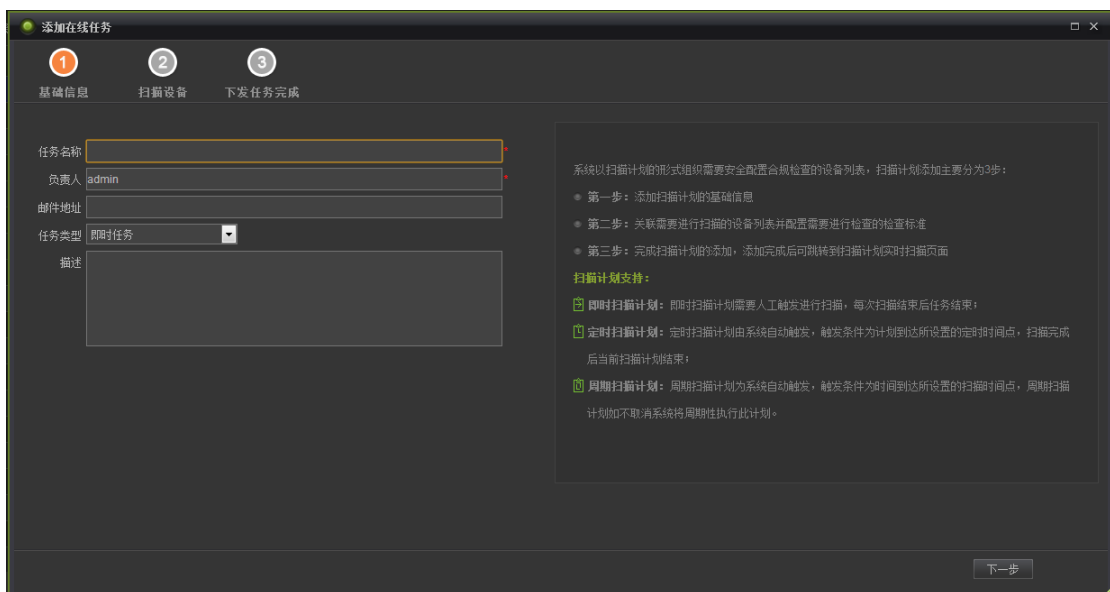 添加在线任务
1 2 3
基础信息 扫描设备 下发任务完成
任务名称 *
负责人 admin *
邮件地址
任务类型 即时任务
描述
系统以扫描计划的形式组织需要安全配置合规检查的设备列表，扫描计划添加主要分为3步：
第一步：添加扫描计划的基础信息
第二步：关联需要进行扫描的设备列表并配置需要进行检查的检查标准
第三步：完成扫描计划的添加，添加完成后可跳转到扫描计划实时扫描页面
扫描计划支持：
即时扫描计划：即时扫描计划需要人工触发进行扫描，每次扫描结束后任务结束；
定时扫描计划：定时扫描计划由系统自动触发，触发条件为计划到达所设置的定时时间点，扫描完成
后当前扫描计划结束；
周期扫描计划：周期扫描计划为系统自动触发，触发条件为时间到达所设置的扫描时间点，周期扫描
计划如不取消系统将周期性执行此计划。
下一步